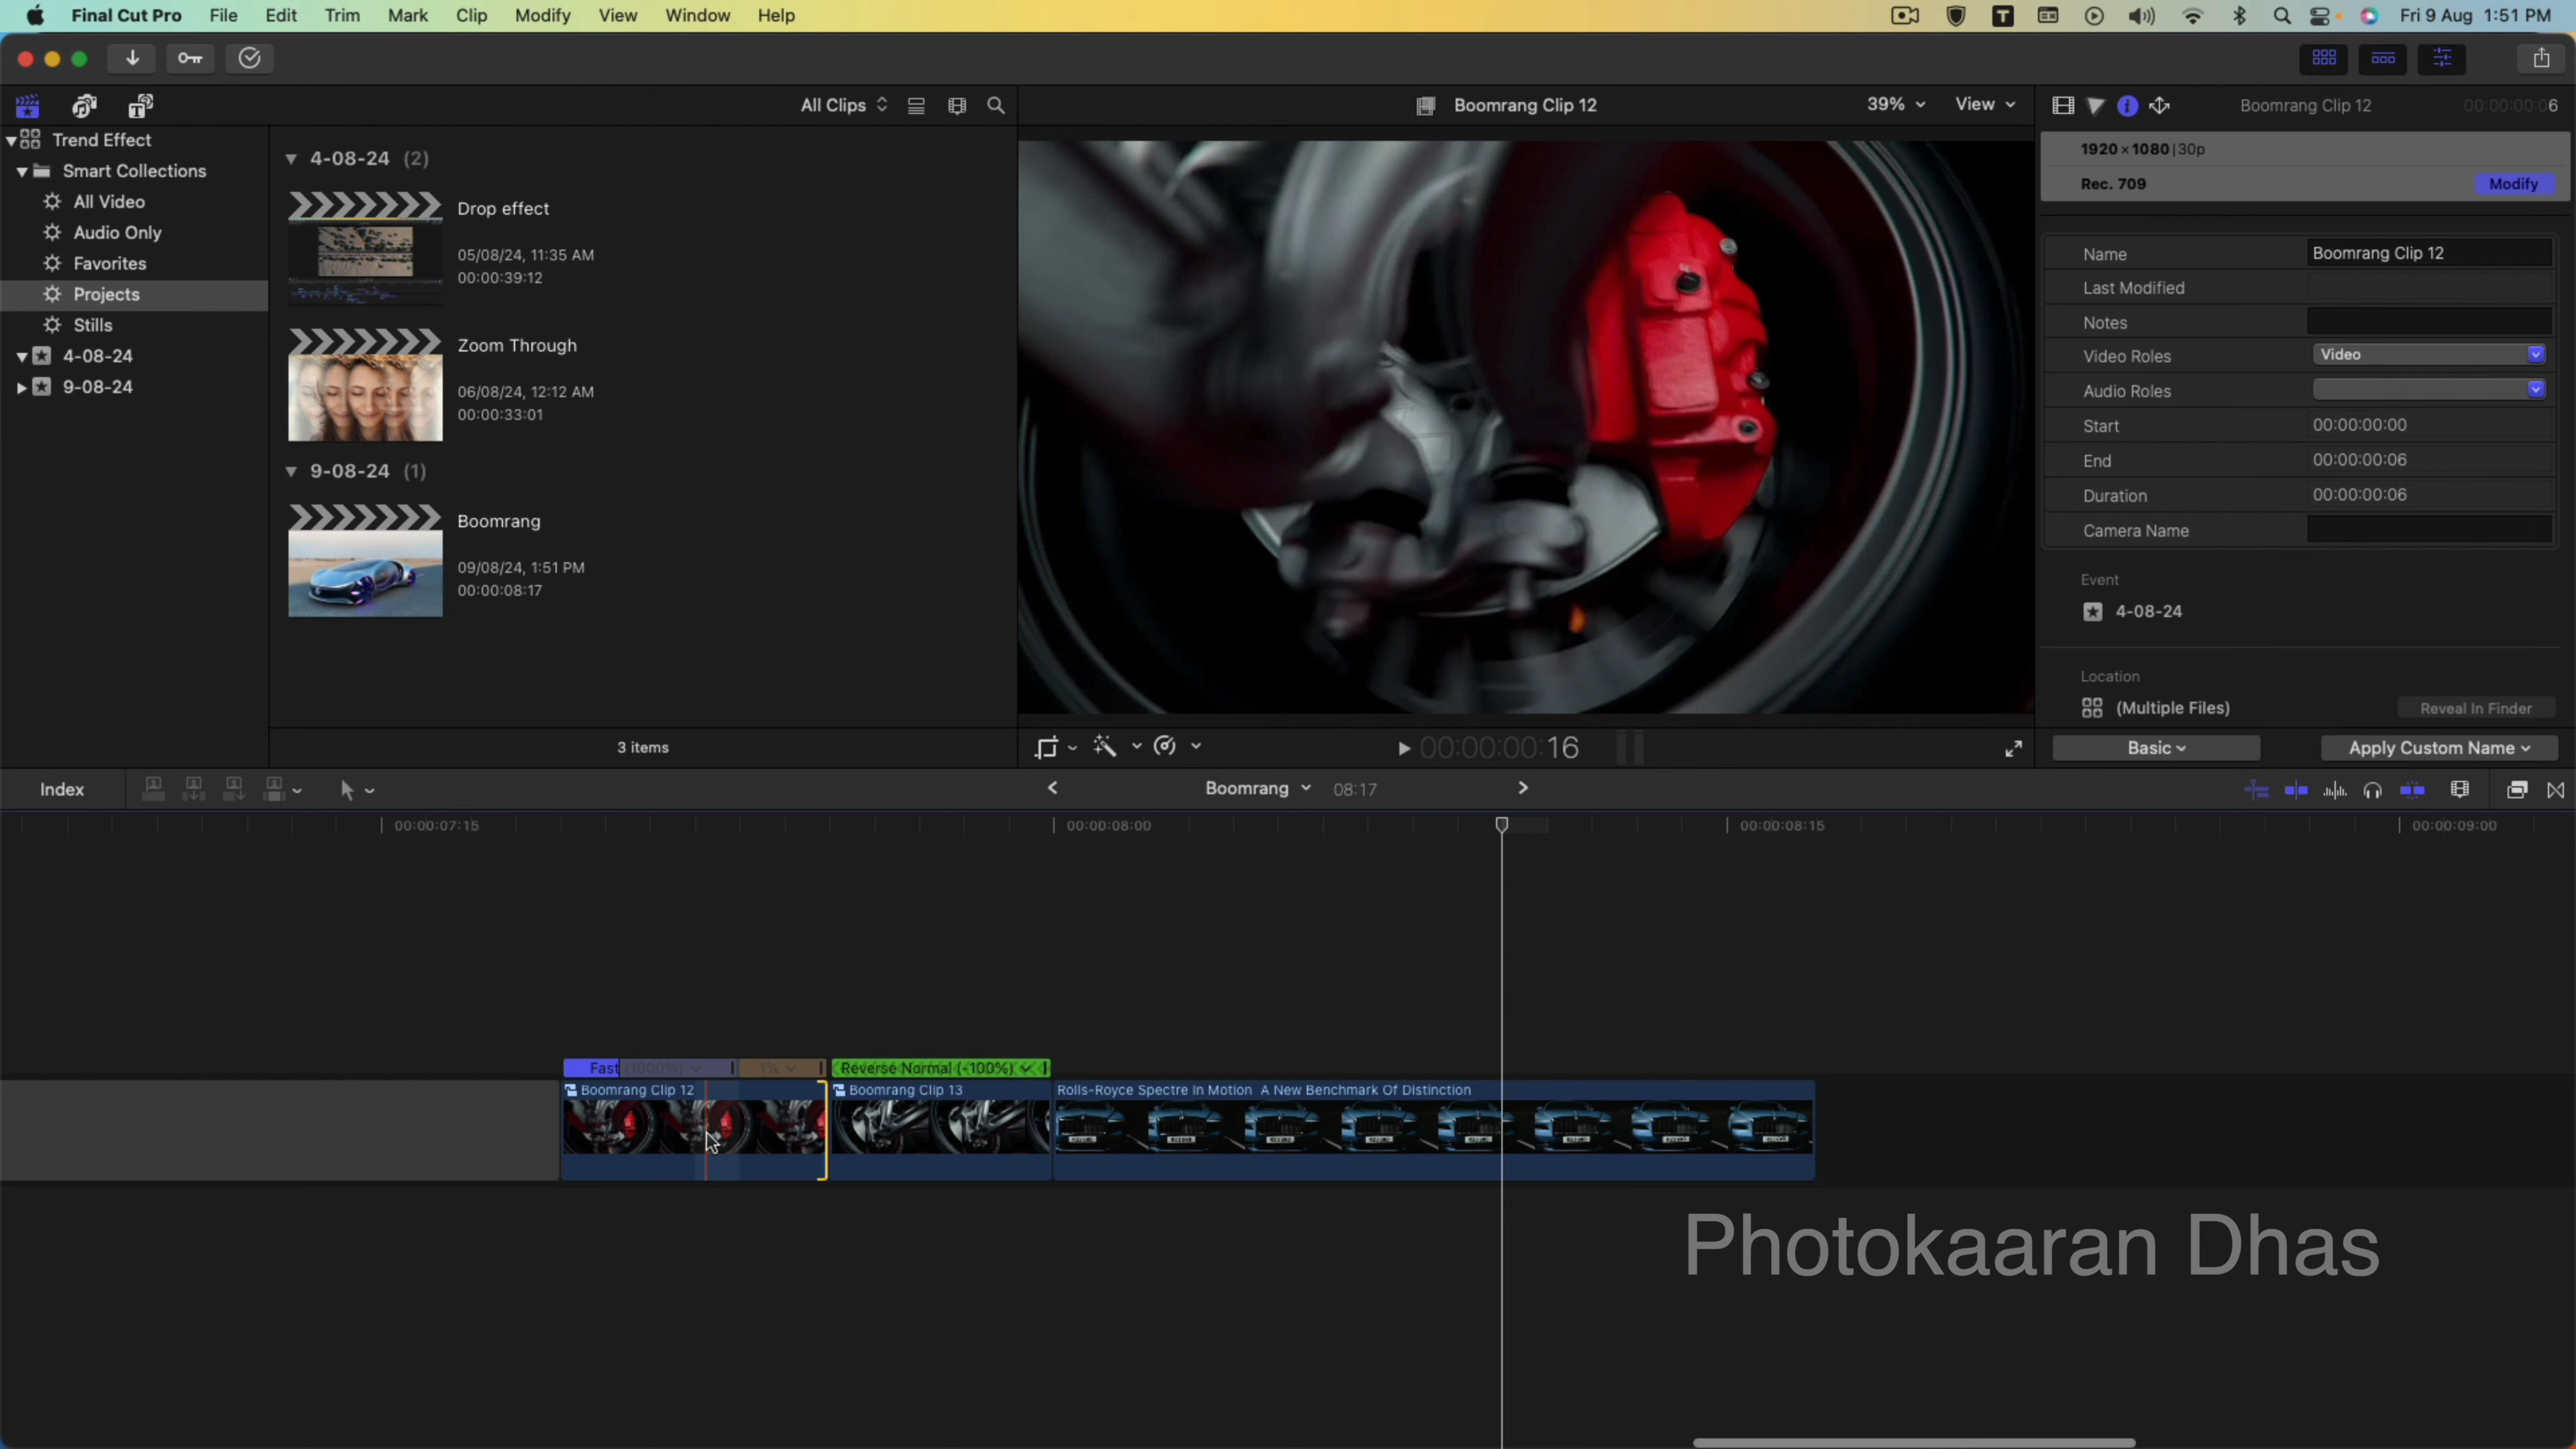 Final Cut Pro File Edit Trim Mark Clip Modify View Window Help Fri 9 Aug 1:51 PM
All Clips Boomrang Clip 12 39% View Boomrang Clip 12 00:00:00:06
Trend Effect
Smart Collections
All Video
Audio Only
Favorites
Projects
Stills
4-08-24
9-08-24
4-08-24 (2)
Drop effect
05/08/24, 11:35 AM
00:00:39:12
Zoom Through
06/08/24, 12:12 AM
00:00:33:01
9-08-24 (1)
Boomrang
09/08/24, 1:51 PM
00:00:08:17
3 items
00:00:00:16
1920 × 1080 | 30p
Rec. 709 Modify
Name Boomrang Clip 12
Last Modified
Notes
Video Roles Video
Audio Roles
Start 00:00:00:00
End 00:00:00:06
Duration 00:00:00:06
Camera Name
Event
4-08-24
Location
(Multiple Files) Reveal In Finder
Basic Apply Custom Name
Index Boomrang 08:17
00:00:07:15 00:00:08:00 00:00:08:15 00:00:09:00
Fast (1000%) 1% Reverse Normal (-100%)
Boomrang Clip 12 Boomrang Clip 13 Rolls-Royce Spectre In Motion A New Benchmark Of Distinction
Photokaaran Dhas